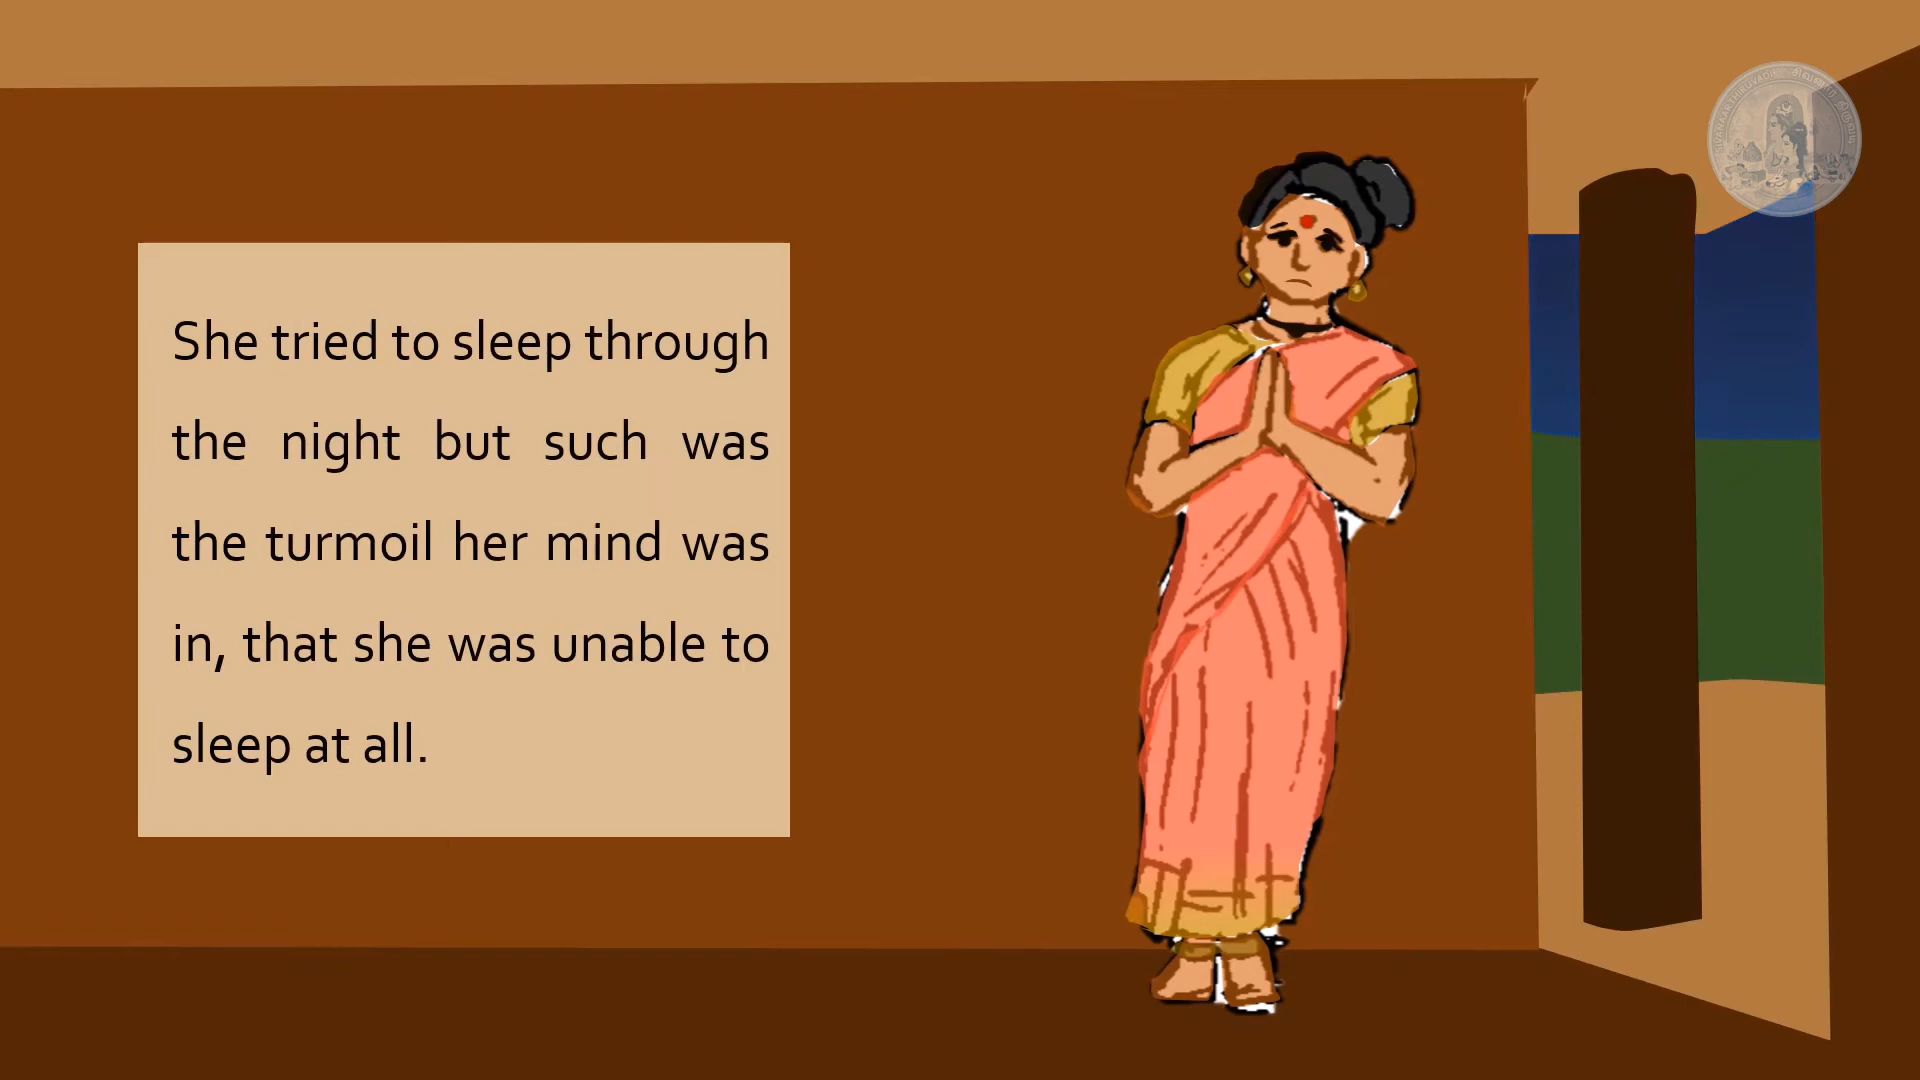 She tried to sleep through
the night but such was
the turmoil her mind was
in, that she was unable to
sleep at all.